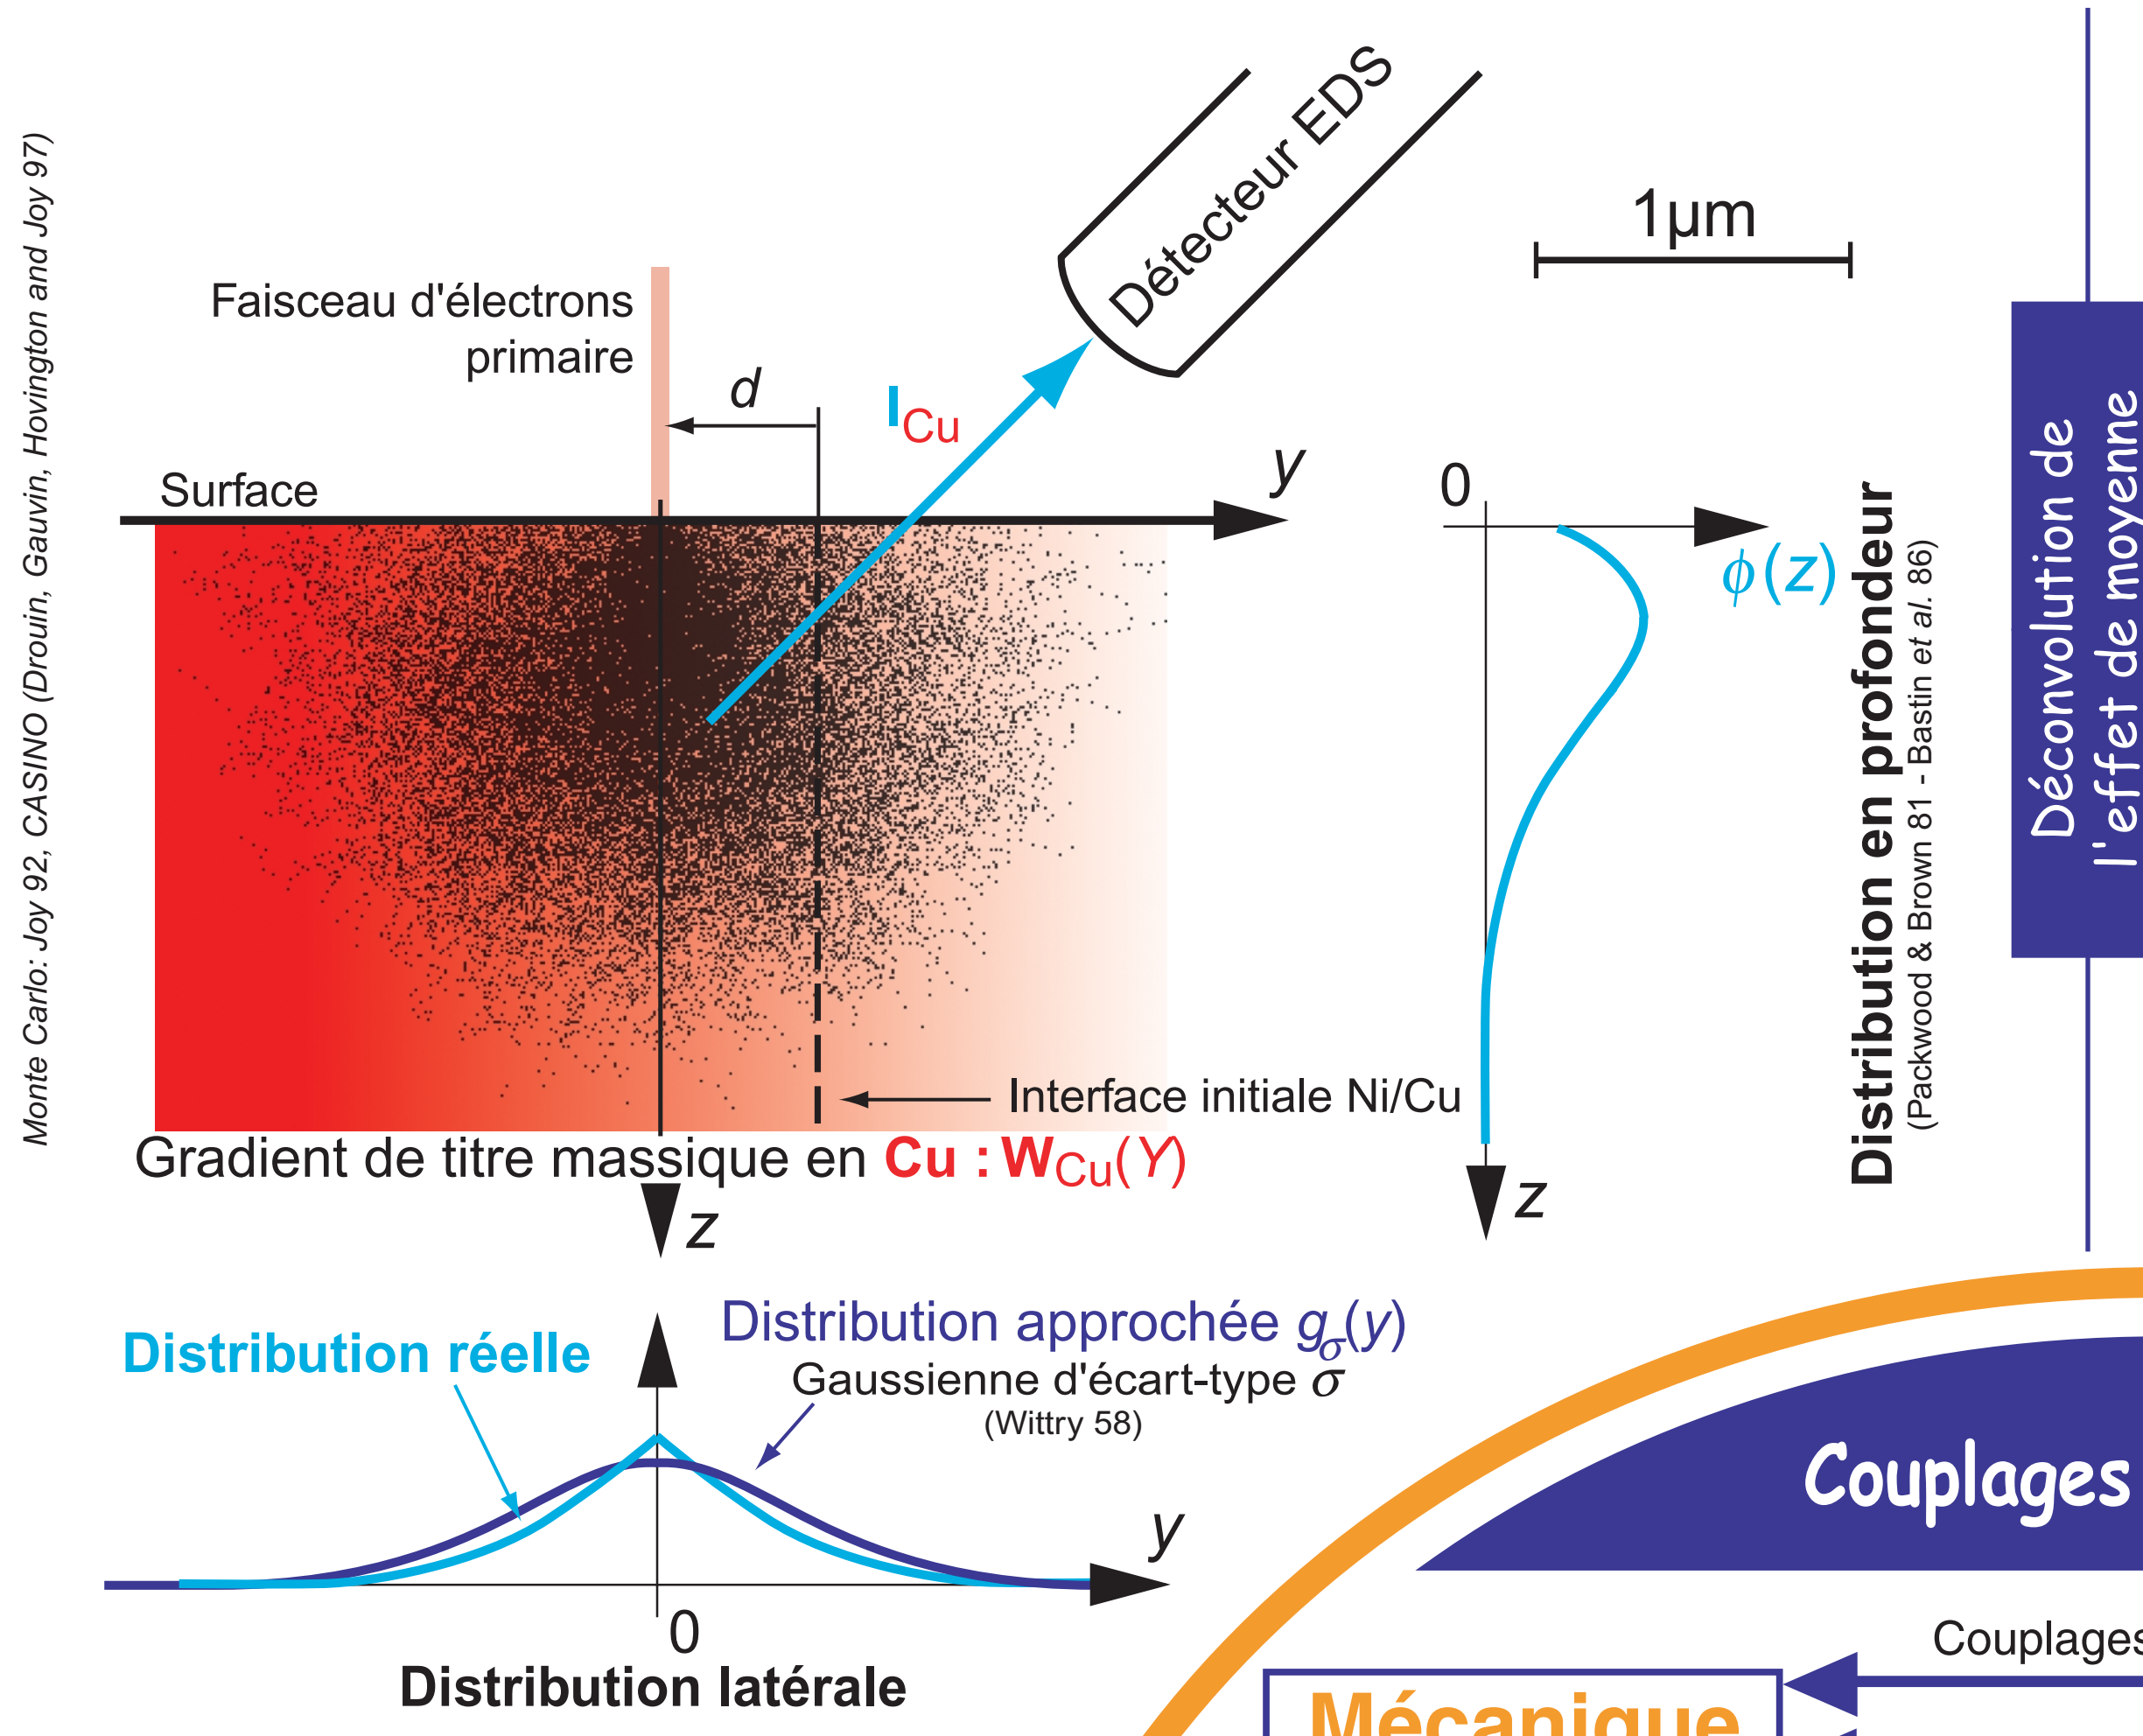 Monte Carlo: Joy 92, CASINO (Drouin, Gauvin, Hovington and Joy 97)
Détecteur EDS
1µm
Faisceau d'électrons
primaire
d
I Cu
y
Surface
0
ϕ(z)
Distribution en profondeur
(Packwood & Brown 81 - Bastin et al. 86)
Déconvolution de
l'effet de moyenne
Interface initiale Ni/Cu
Gradient de titre massique en Cu : WCu(Y)
z
z
Distribution réelle
Distribution approchée gσ(y)
Gaussienne d'écart-type σ
(Wittry 58)
y
0
Distribution latérale
Couplages
Couplages
Mécanique